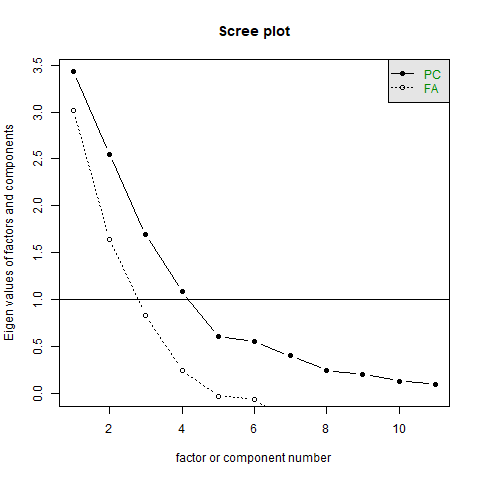 Scree plot
PC
FA
Eigen values of factors and components
3.5
3.0
2.5
2.0
1.5
1.0
0.5
0.0
2 4 6 8 10
factor or component number